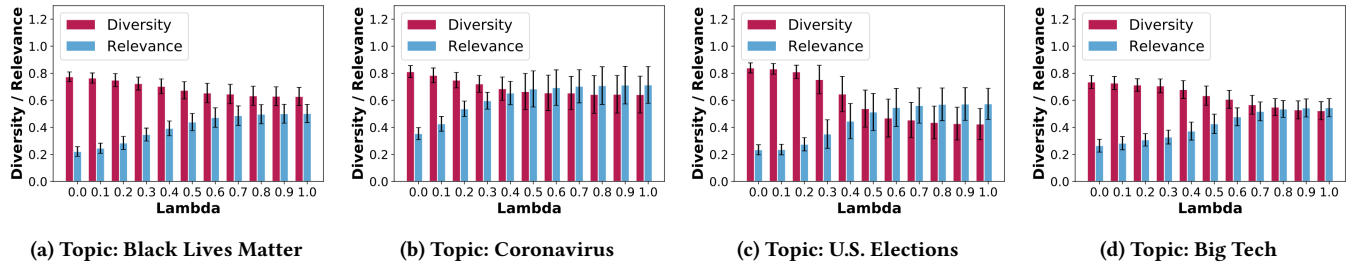 Diversity / Relevance
1.2
1.0
0.8
0.6
0.4
0.2
0.0
Diversity
Relevance
0.0 0.1 0.2 0.3 0.4 0.5 0.6 0.7 0.8 0.9 1.0
Lambda
(a) Topic: Black Lives Matter
Diversity / Relevance
1.2
1.0
0.8
0.6
0.4
0.2
0.0
Diversity
Relevance
0.0 0.1 0.2 0.3 0.4 0.5 0.6 0.7 0.8 0.9 1.0
Lambda
(b) Topic: Coronavirus
Diversity / Relevance
1.2
1.0
0.8
0.6
0.4
0.2
0.0
Diversity
Relevance
0.0 0.1 0.2 0.3 0.4 0.5 0.6 0.7 0.8 0.9 1.0
Lambda
(c) Topic: U.S. Elections
Diversity / Relevance
1.2
1.0
0.8
0.6
0.4
0.2
0.0
Diversity
Relevance
0.0 0.1 0.2 0.3 0.4 0.5 0.6 0.7 0.8 0.9 1.0
Lambda
(d) Topic: Big Tech